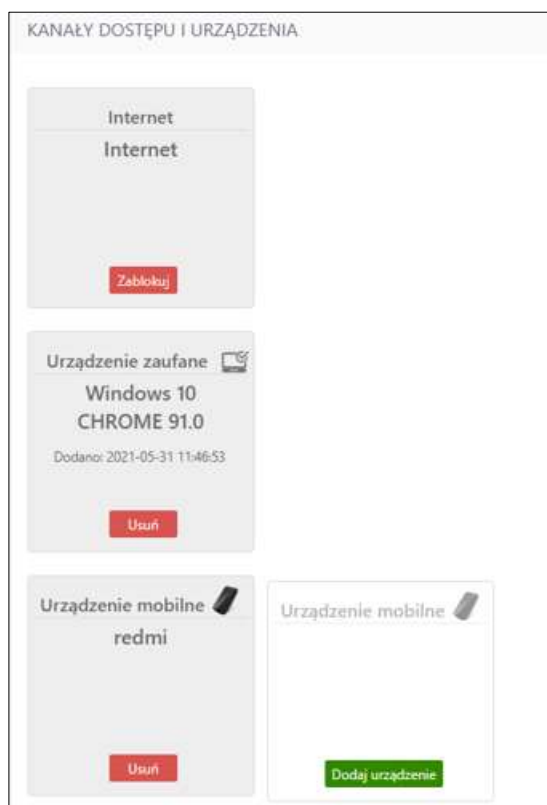 KANAŁY DOSTĘPU I URZĄDZENIA
Internet
Internet
Zablokuj
Urządzenie zaufane
Windows 10
CHROME 91.0
Dodano: 2021-05-31 11:46:53
Usuń
Urządzenie mobilne
redmi
Usuń
Urządzenie mobilne
Dodaj urządzenie